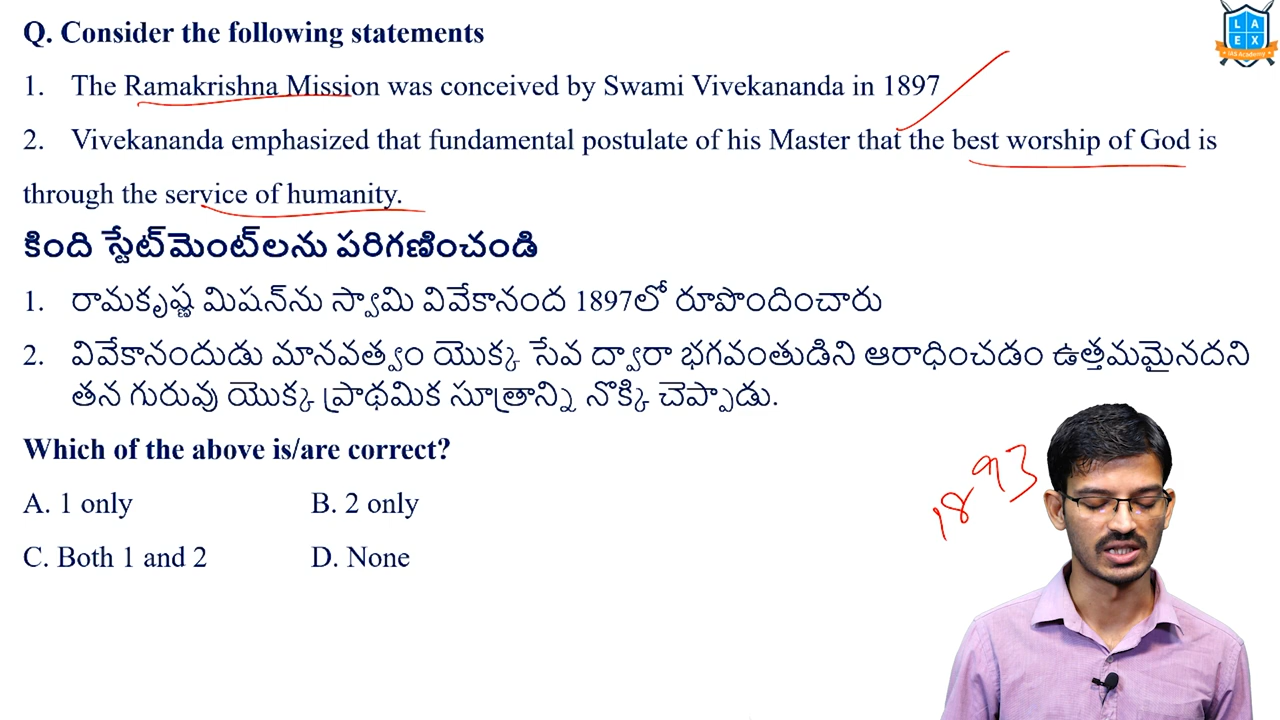 Q. Consider the following statements
1. The Ramakrishna Mission was conceived by Swami Vivekananda in 1897
2. Vivekananda emphasized that fundamental postulate of his Master that the best worship of God is
through the service of humanity.
కింది స్టేట్‌మెంట్‌లను పరిగణించండి
1. రామకృష్ణ మిషన్‌ను స్వామి వివేకానంద 1897లో రూపొందించారు
2. వివేకానందుడు మానవత్వం యొక్క సేవ ద్వారా భగవంతుడిని ఆరాధించడం ఉత్తమమైనదని
తన గురువు యొక్క ప్రాథమిక సూత్రాన్ని నొక్కి చెప్పాడు.
Which of the above is/are correct?
A. 1 only B. 2 only
C. Both 1 and 2 D. None
1893
L A
E X
IAS Academy